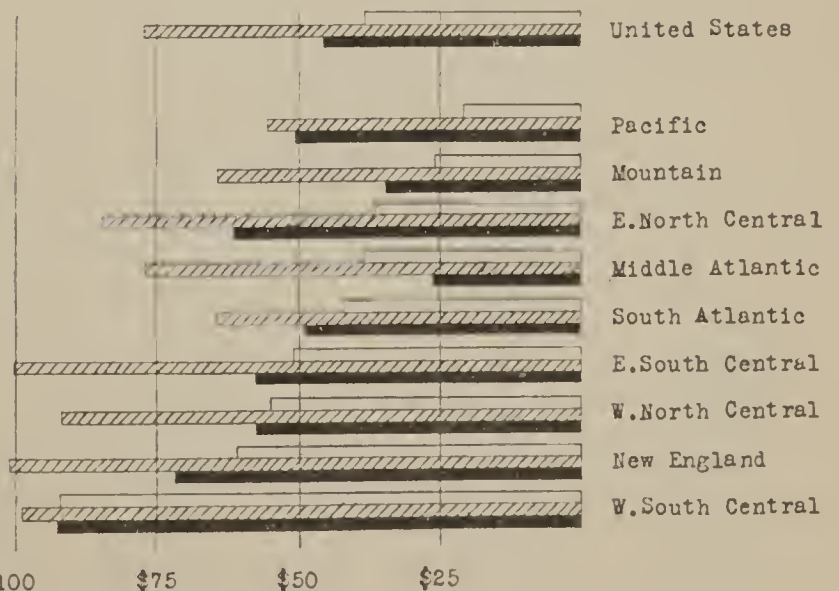 United States
Pacific
Mountain
E.North Central
Middle Atlantic
South Atlantic
E.South Central
W.North Central
New England
W.South Central
100 $75 $50 $25